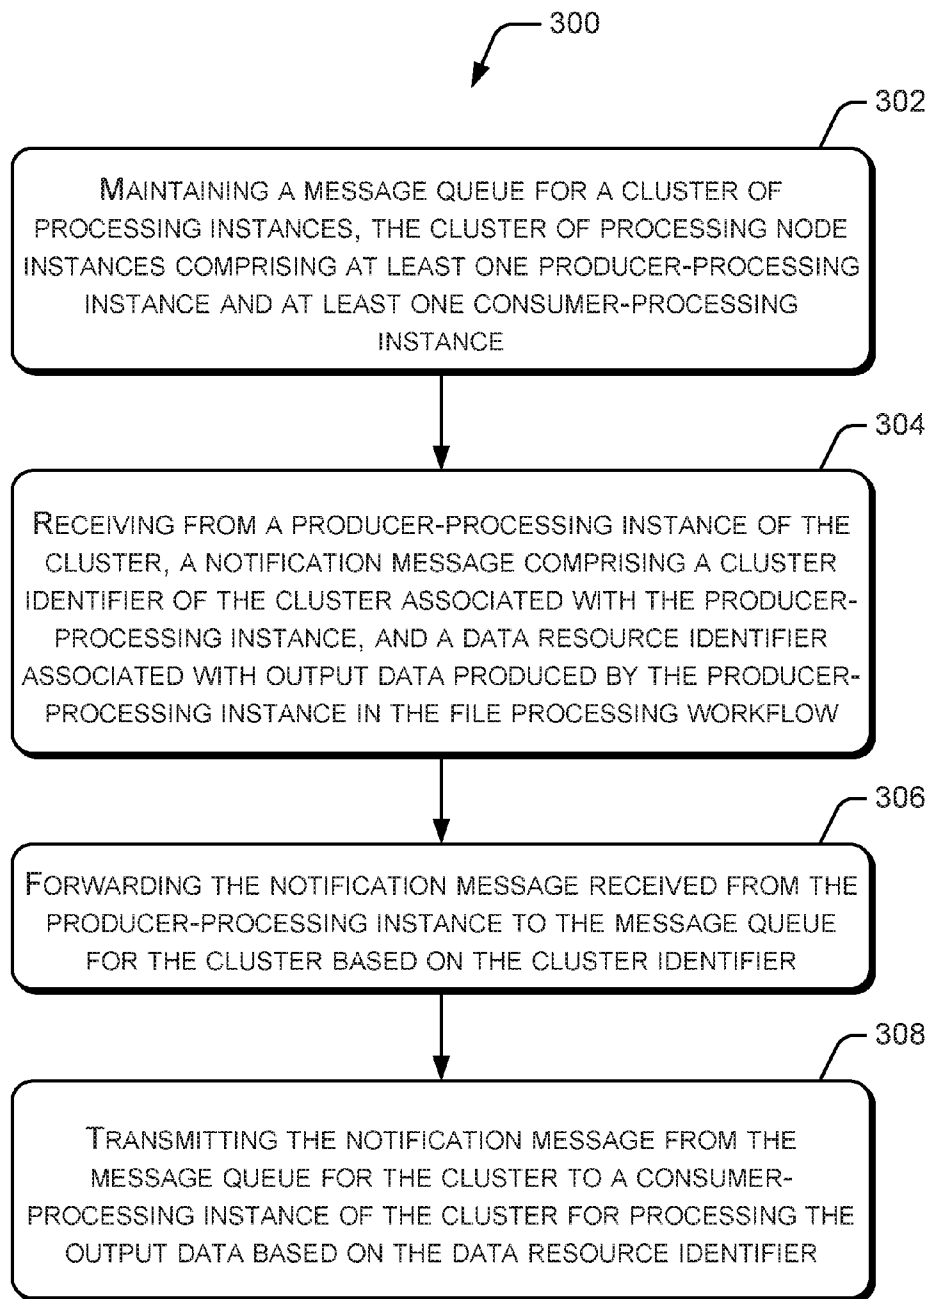 300
302
MAINTAINING A MESSAGE QUEUE FOR A CLUSTER OF
PROCESSING INSTANCES, THE CLUSTER OF PROCESSING NODE
INSTANCES COMPRISING AT LEAST ONE PRODUCER-PROCESSING
INSTANCE AND AT LEAST ONE CONSUMER-PROCESSING
INSTANCE
304
RECEIVING FROM A PRODUCER-PROCESSING INSTANCE OF THE
CLUSTER, A NOTIFICATION MESSAGE COMPRISING A CLUSTER
IDENTIFIER OF THE CLUSTER ASSOCIATED WITH THE PRODUCER-
PROCESSING INSTANCE, AND A DATA RESOURCE IDENTIFIER
ASSOCIATED WITH OUTPUT DATA PRODUCED BY THE PRODUCER-
PROCESSING INSTANCE IN THE FILE PROCESSING WORKFLOW
306
FORWARDING THE NOTIFICATION MESSAGE RECEIVED FROM THE
PRODUCER-PROCESSING INSTANCE TO THE MESSAGE QUEUE
FOR THE CLUSTER BASED ON THE CLUSTER IDENTIFIER
308
TRANSMITTING THE NOTIFICATION MESSAGE FROM THE
MESSAGE QUEUE FOR THE CLUSTER TO A CONSUMER-
PROCESSING INSTANCE OF THE CLUSTER FOR PROCESSING THE
OUTPUT DATA BASED ON THE DATA RESOURCE IDENTIFIER